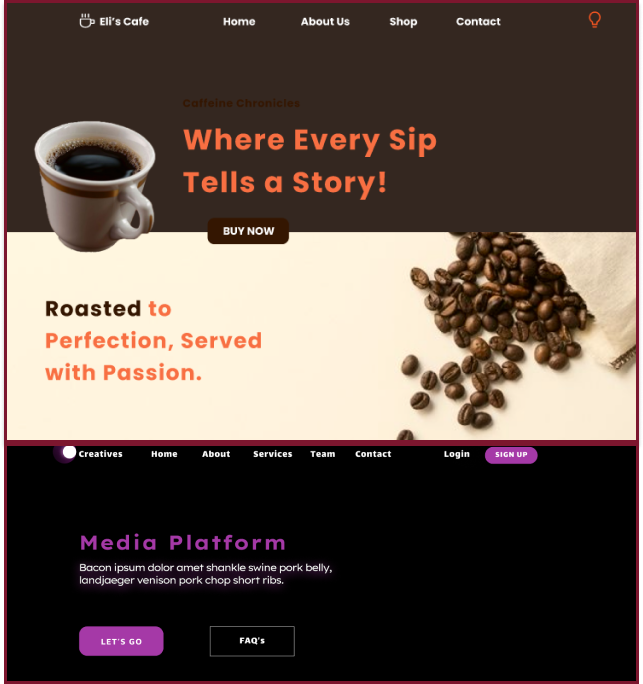 Eli's Cafe Home About Us Shop Contact
Caffeine Chronicles
Where Every Sip
Tells a Story!
BUY NOW
Roasted to
Perfection, Served
with Passion.
Creatives Home About Services Team Contact Login SIGN UP
Media Platform
Bacon ipsum dolor amet shankle swine pork belly,
landjaeger venison pork chop short ribs.
LET'S GO FAQ's